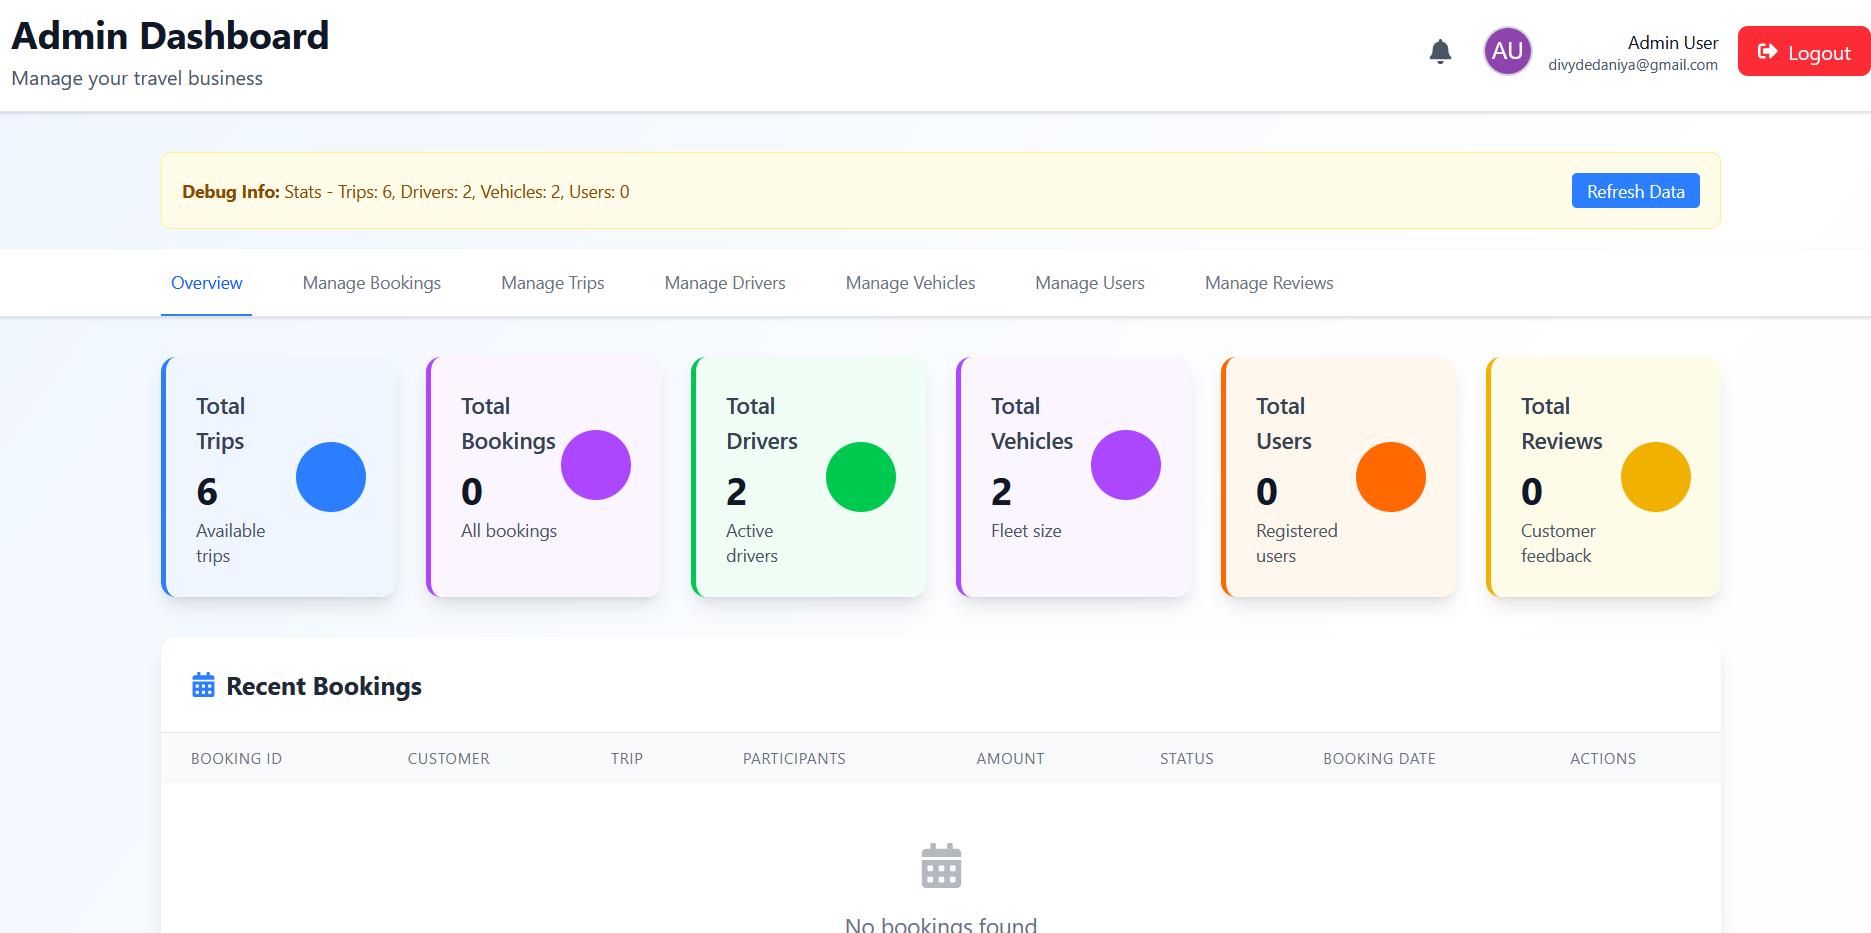 Admin Dashboard
Manage your travel business
AU
Admin User
divydedaniya@gmail.com
Logout
Debug Info: Stats - Trips: 6, Drivers: 2, Vehicles: 2, Users: 0
Refresh Data
Overview
Manage Bookings
Manage Trips
Manage Drivers
Manage Vehicles
Manage Users
Manage Reviews
Total
Trips
6
Available
trips
Total
Bookings
0
All bookings
Total
Drivers
2
Active
drivers
Total
Vehicles
2
Fleet size
Total
Users
0
Registered
users
Total
Reviews
0
Customer
feedback
Recent Bookings
BOOKING ID
CUSTOMER
TRIP
PARTICIPANTS
AMOUNT
STATUS
BOOKING DATE
ACTIONS
No bookings found